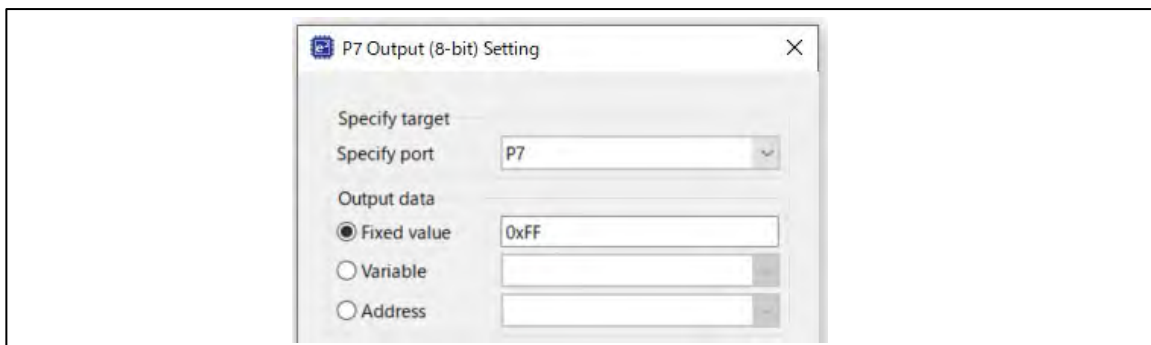 P7 Output (8-bit) Setting
Specify target
Specify port P7
Output data
Fixed value 0xFF
Variable
Address